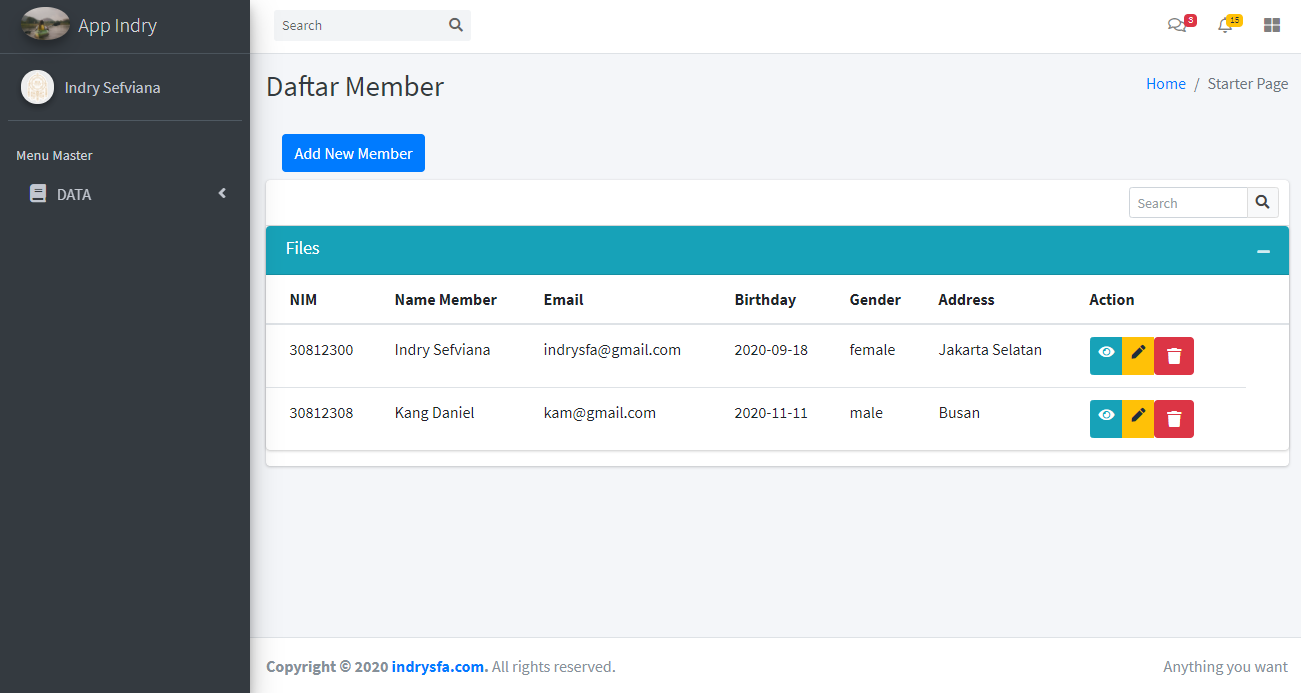 App Indry
Search
3
15
Indry Sefviana
Daftar Member
Home / Starter Page
Menu Master
DATA
Add New Member
Search
Files
NIM Name Member Email Birthday Gender Address Action
30812300 Indry Sefviana indrysfa@gmail.com 2020-09-18 female Jakarta Selatan
30812308 Kang Daniel kam@gmail.com 2020-11-11 male Busan
Copyright © 2020 indrysfa.com. All rights reserved.
Anything you want